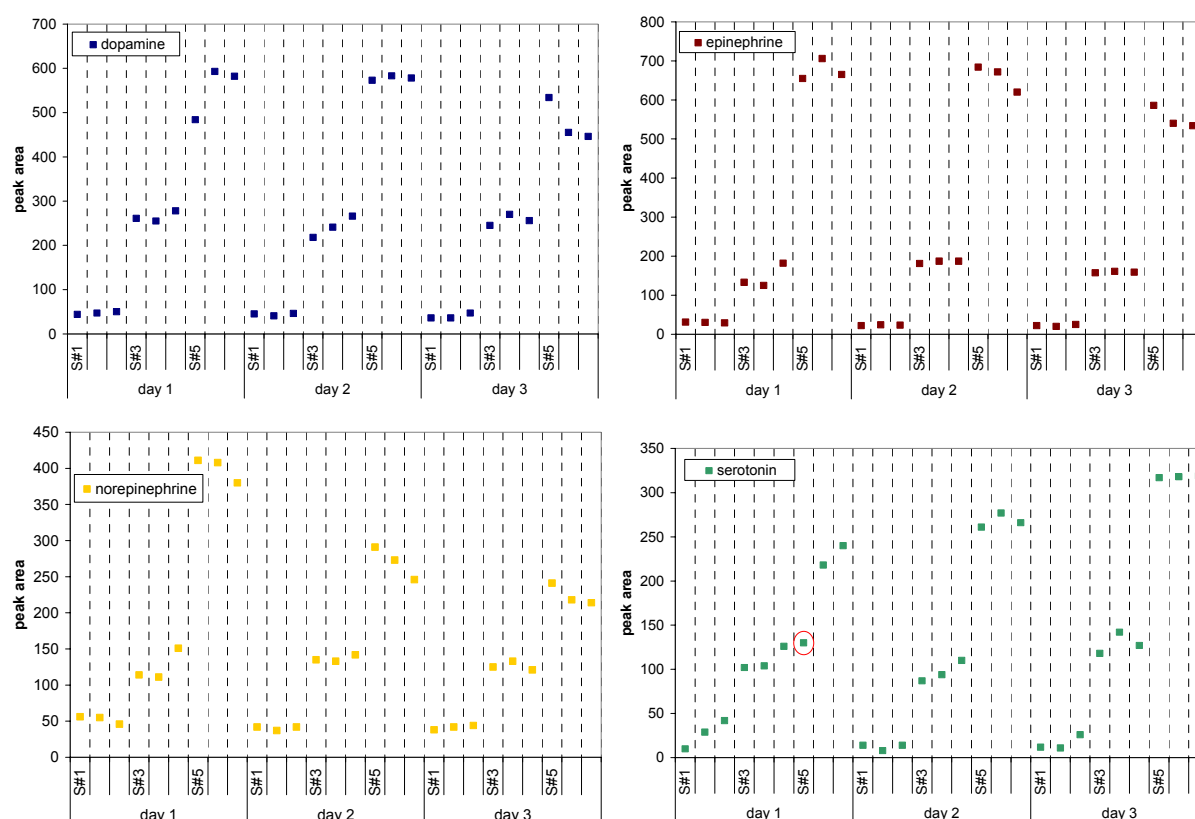 dopamine
peak area
700
600
500
400
300
200
100
0
S#1
S#3
S#5
S#1
S#3
S#5
S#1
S#3
S#5
day 1
day 2
day 3
epinephrine
peak area
800
700
600
500
400
300
200
100
0
S#1
S#3
S#5
S#1
S#3
S#5
S#1
S#3
S#5
day 1
day 2
day 3
norepinephrine
peak area
450
400
350
300
250
200
150
100
50
0
S#1
S#3
S#5
S#1
S#3
S#5
S#1
S#3
S#5
day 1
day 2
day 3
serotonin
peak area
350
300
250
200
150
100
50
0
S#1
S#3
S#5
S#1
S#3
S#5
S#1
S#3
S#5
day 1
day 2
day 3